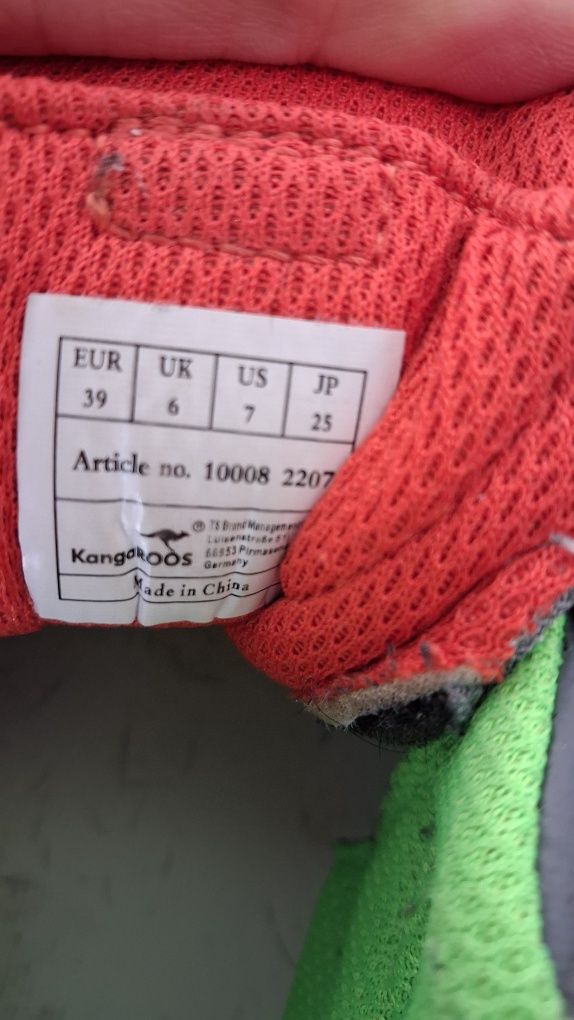 EUR UK US JP
39 6 7 25
Article no. 10008 2207
® TS Brand
KangaROOS 66953
Germany
Made in China